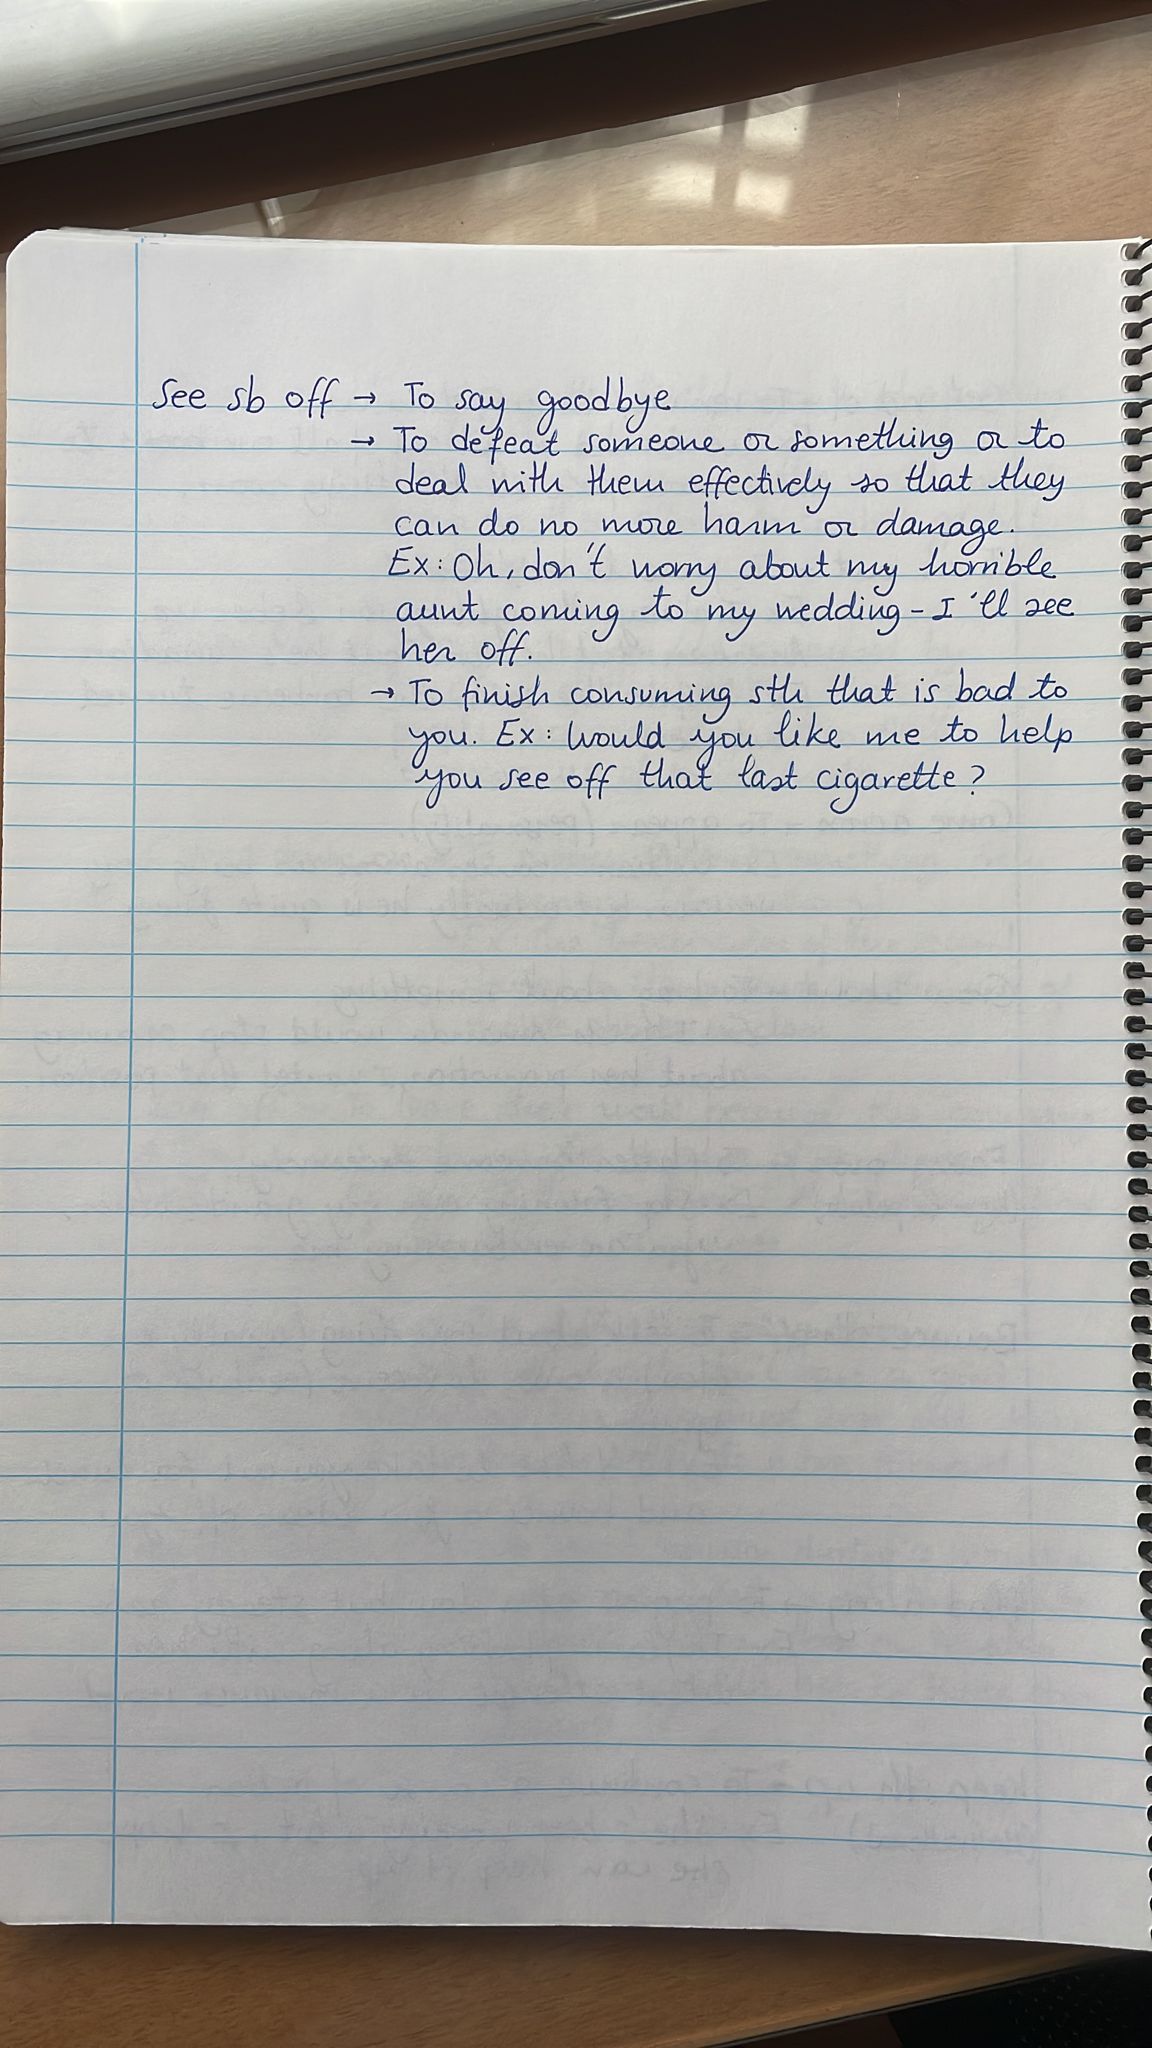 See sb off → To say goodbye
→ To defeat someone or something or to
deal with them effectively so that they
can do no more harm or damage.
Ex: Oh, don't worry about my horrible
aunt coming to my wedding - I'll see
her off.
→ To finish consuming sth that is bad to
you. Ex: Would you like me to help
you see off that last cigarette?